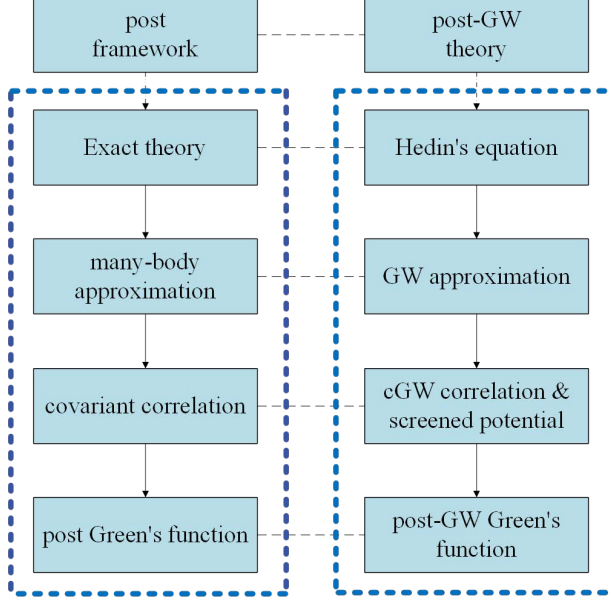 post
framework
post-GW
theory
Exact theory
Hedin's equation
many-body
approximation
GW approximation
covariant correlation
cGW correlation &
screened potential
post Green's function
post-GW Green's
function